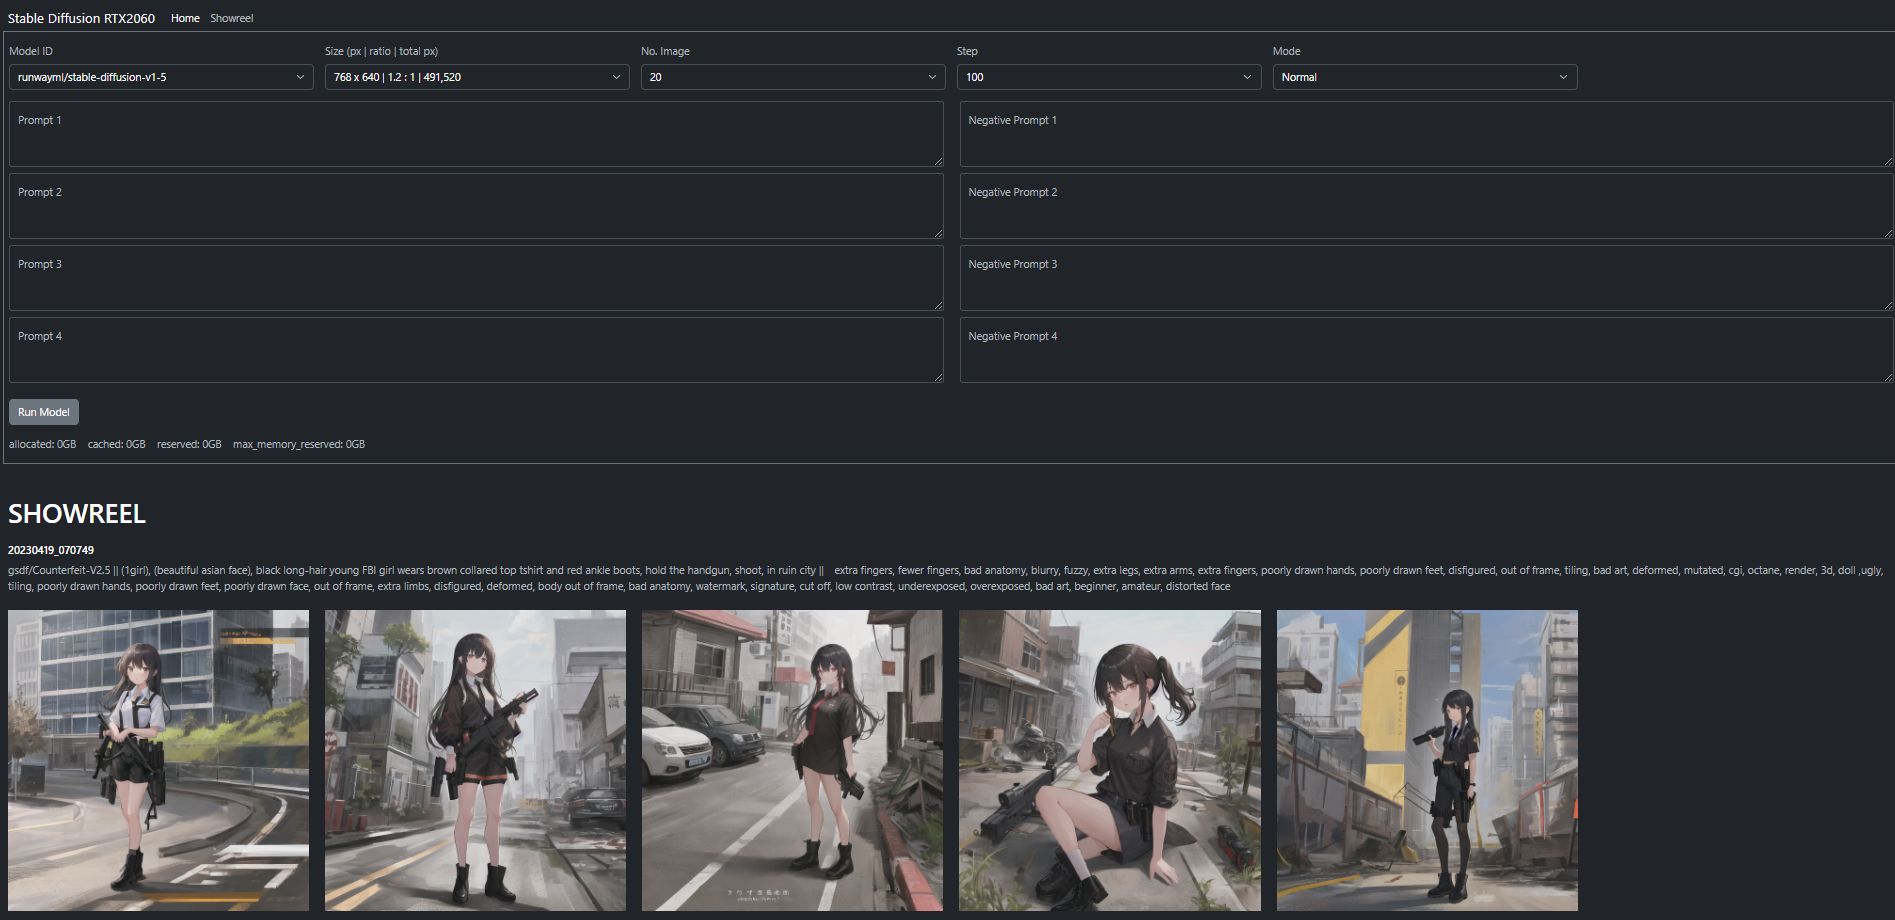 Stable Diffusion RTX2060 Home Showreel
Model ID Size (px | ratio | total px) No. Image Step Mode
runwayml/stable-diffusion-v1-5 768 x 640 | 1.2 : 1 | 491,520 20 100 Normal
Prompt 1 Negative Prompt 1
Prompt 2 Negative Prompt 2
Prompt 3 Negative Prompt 3
Prompt 4 Negative Prompt 4
Run Model
allocated: 0GB cached: 0GB reserved: 0GB max_memory_reserved: 0GB
SHOWREEL
20230419_070749
gsdf/Counterfeit-V2.5 || (1girl), (beautiful asian face), black long-hair young FBI girl wears brown collared top tshirt and red ankle boots, hold the handgun, shoot, in ruin city || extra fingers, fewer fingers, bad anatomy, blurry, fuzzy, extra legs, extra arms, extra fingers, poorly drawn hands, poorly drawn feet, disfigured, out of frame, tiling, bad art, deformed, mutated, cgi, octane, render, 3d, doll ,ugly,
tiling, poorly drawn hands, poorly drawn feet, poorly drawn face, out of frame, extra limbs, disfigured, deformed, body out of frame, bad anatomy, watermark, signature, cut off, low contrast, underexposed, overexposed, bad art, beginner, amateur, distorted face